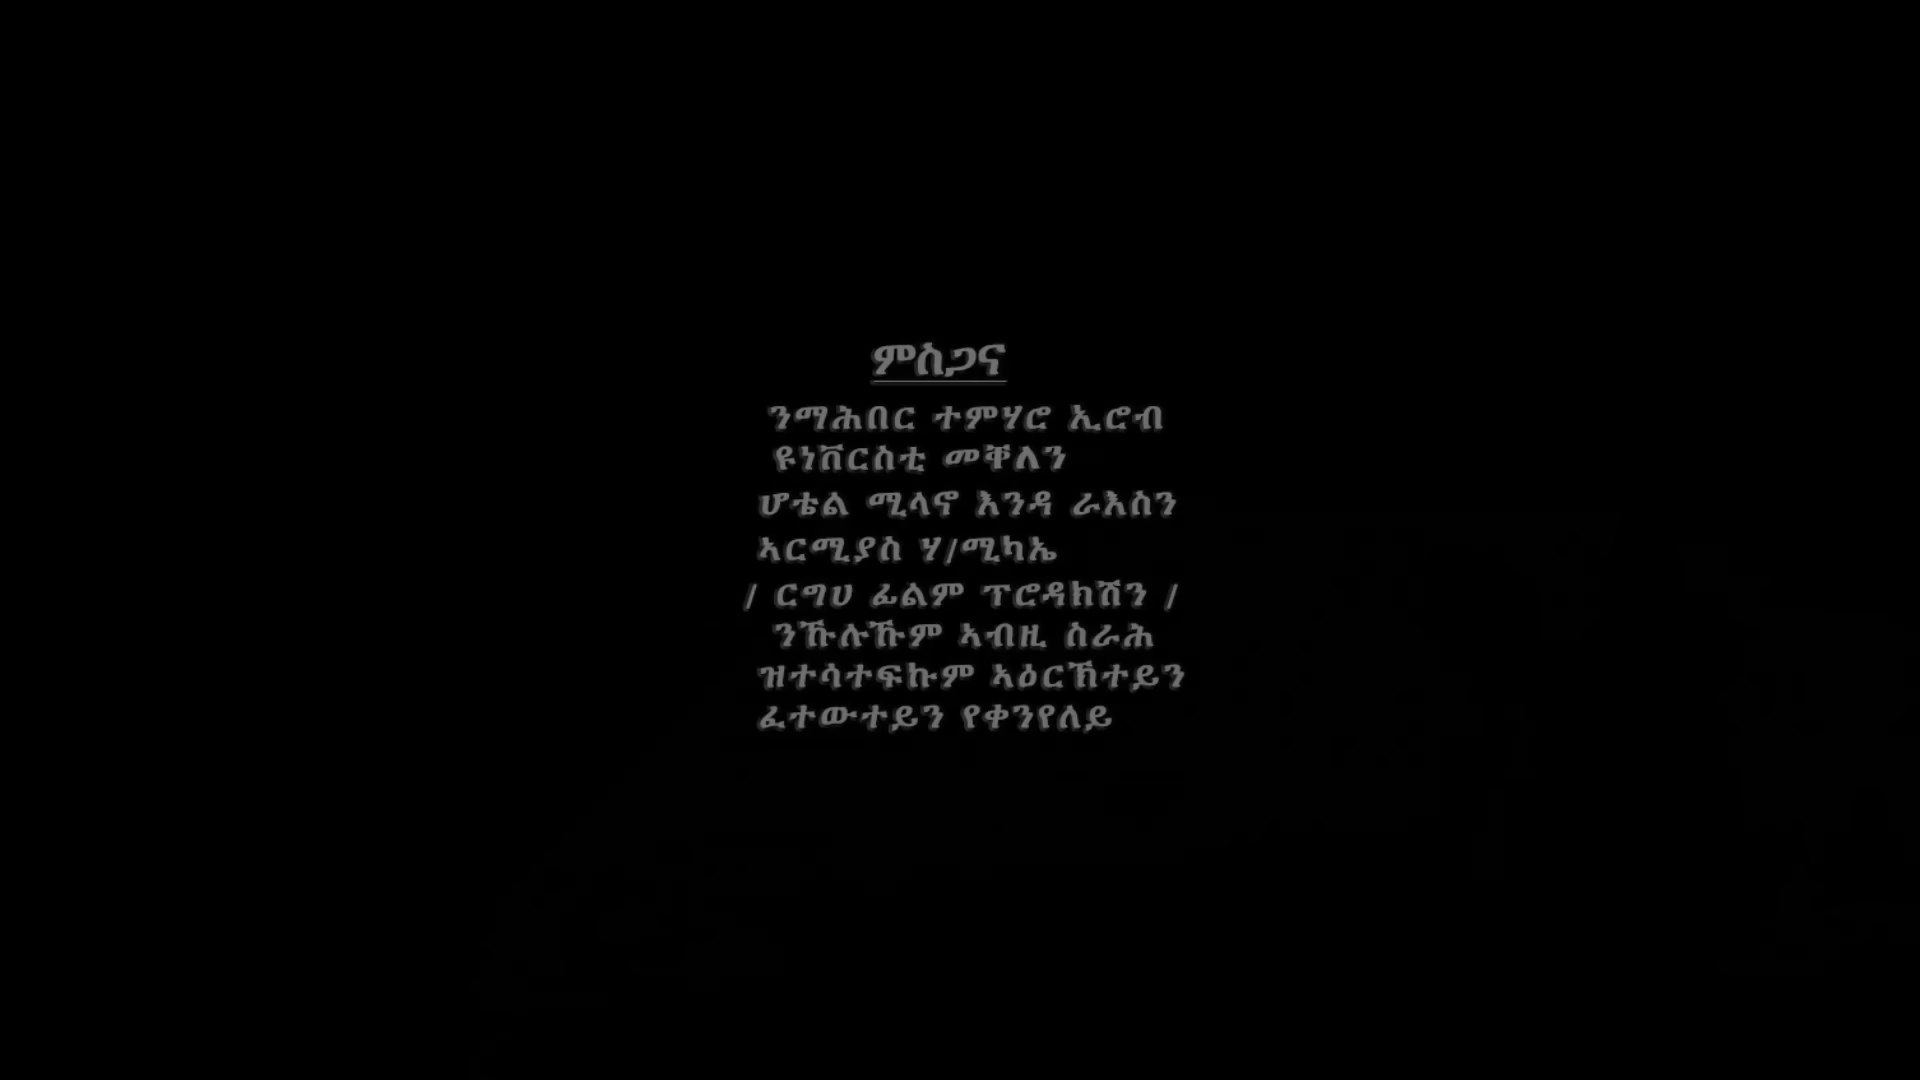 ምስጋና
ንማሕበር ተምሃሮ ኢሮብ
ዩነቨርስቲ መቐለን
ሆቴል ሚላኖ እንዳ ራእስን
ኣርሚያስ ሃ/ሚካኤ
/ ርግሀ ፊልም ፕሮዳክሽን /
ንኹሉኹም ኣብዚ ስራሕ
ዝተሳተፍኩም ኣዕርኽተይን
ፈተውተይን የቀንየለይ